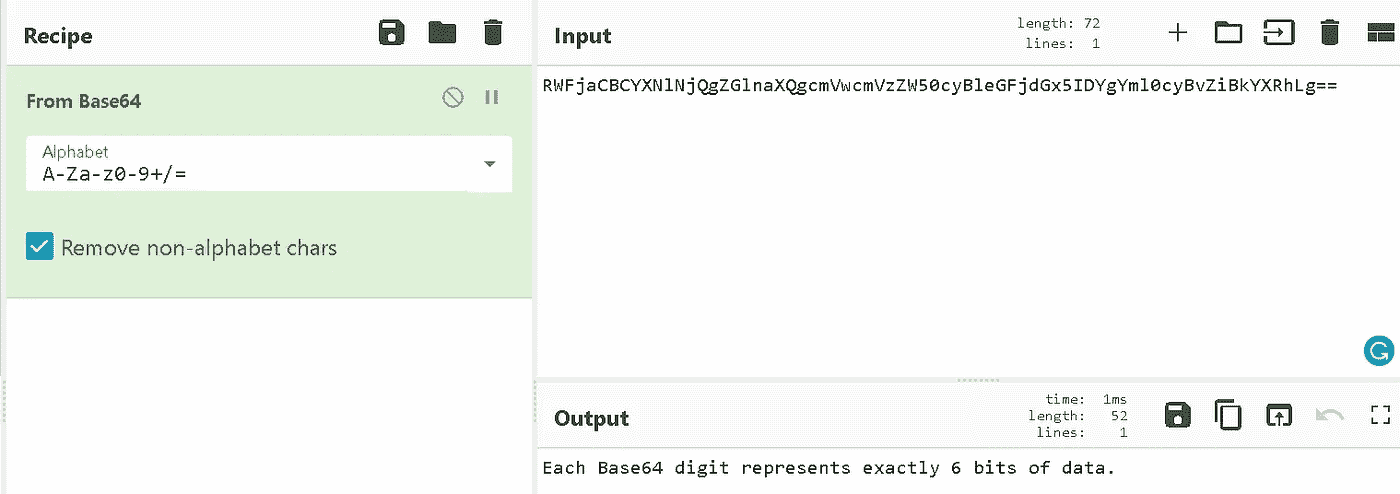 Recipe
From Base64
Alphabet
A-Za-z0-9+/=
Remove non-alphabet chars
Input
length: 72
lines: 1
RWFjaCBCYXNlNjQgZGlnaXQgcmVwcmVzZW50cyBleGFjdGx5IDYgYml0cyBvZiBkYXRhLg==
Output
time: 1ms
length: 52
lines: 1
Each Base64 digit represents exactly 6 bits of data.